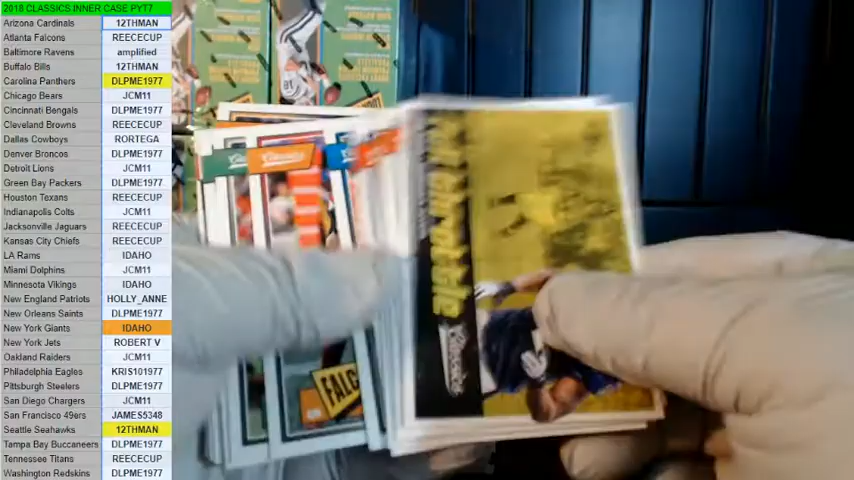 2018 CLASSICS INNER CASE PYT7
Arizona Cardinals 12THMAN
Atlanta Falcons REECECUP
Baltimore Ravens amplified
Buffalo Bills 12THMAN
Carolina Panthers DLPME1977
Chicago Bears JCM11
Cincinnati Bengals DLPME1977
Cleveland Browns REECECUP
Dallas Cowboys RORTEGA
Denver Broncos DLPME1977
Detroit Lions JCM11
Green Bay Packers DLPME1977
Houston Texans REECECUP
Indianapolis Colts JCM11
Jacksonville Jaguars REECECUP
Kansas City Chiefs REECECUP
LA Rams IDAHO
Miami Dolphins JCM11
Minnesota Vikings IDAHO
New England Patriots HOLLY_ANNE
New Orleans Saints DLPME1977
New York Giants IDAHO
New York Jets ROBERT V
Oakland Raiders JCM11
Philadelphia Eagles KRIS101977
Pittsburgh Steelers DLPME1977
San Diego Chargers JCM11
San Francisco 49ers JAMES5348
Seattle Seahawks 12THMAN
Tampa Bay Buccaneers DLPME1977
Tennessee Titans REECECUP
Washington Redskins DLPME1977
Classics
FALC